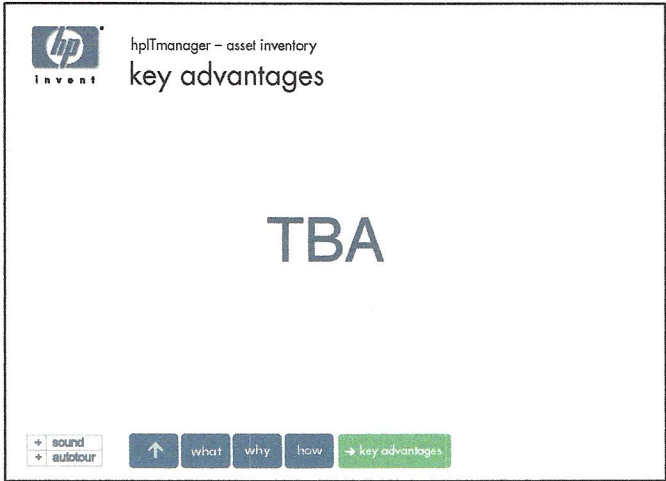 hp
invent
hpITmanager – asset inventory
key advantages
TBA
+ sound
+ autotour
↑ what why how → key advantages